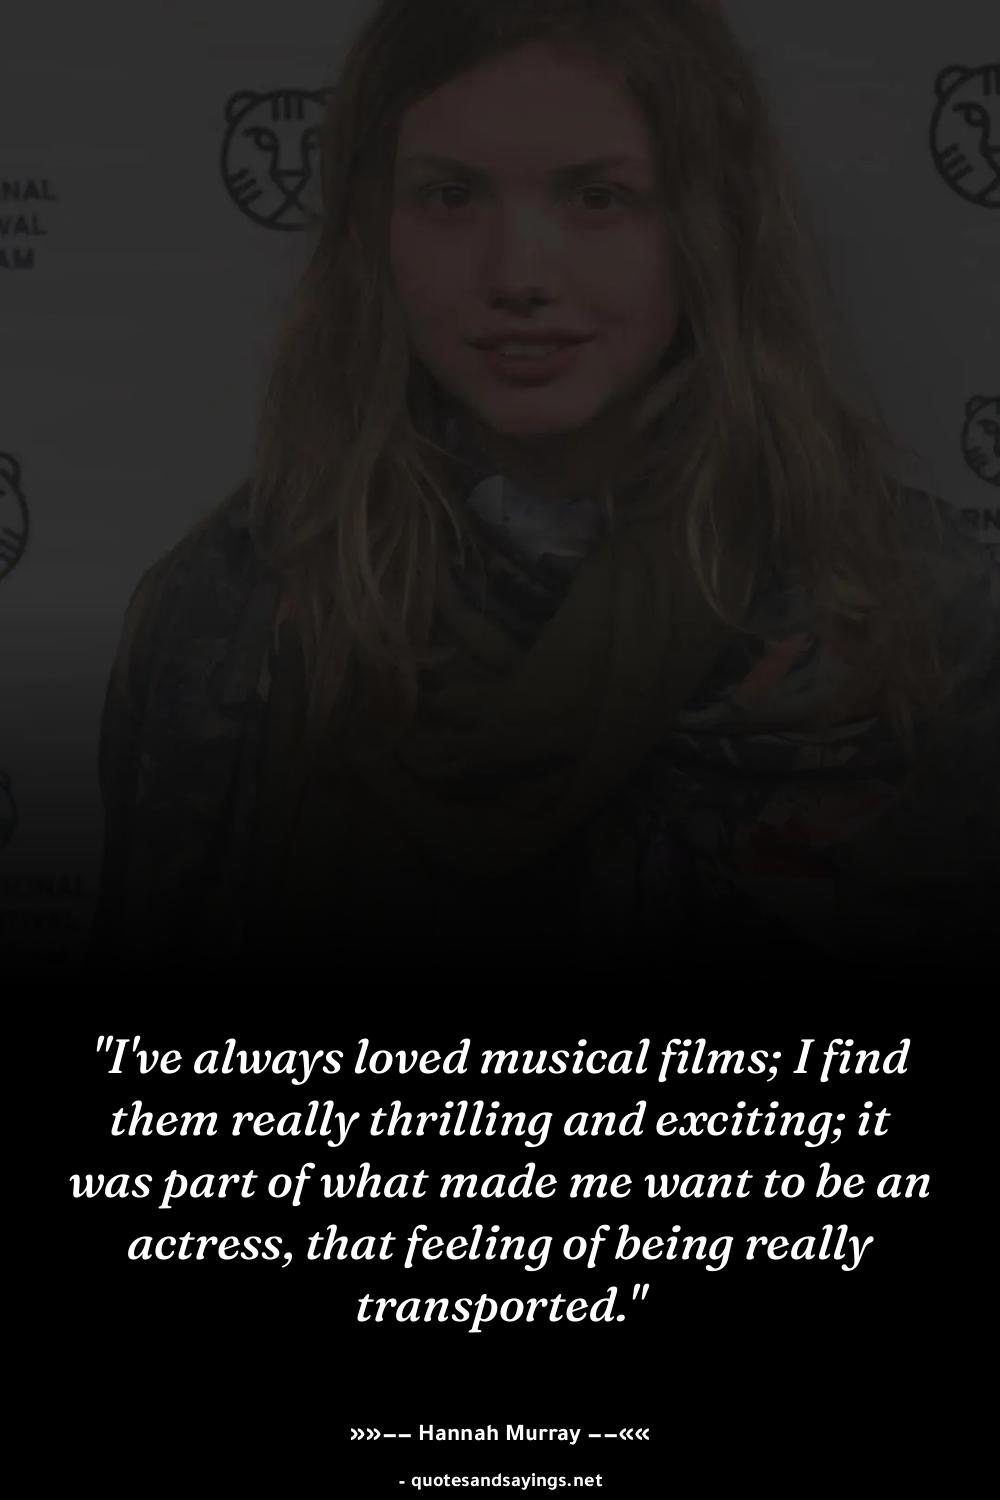 NAL
VAL
AM
"I've always loved musical films; I find
them really thrilling and exciting; it
was part of what made me want to be an
actress, that feeling of being really
transported."
»»−− Hannah Murray −−««
- quotesandsayings.net